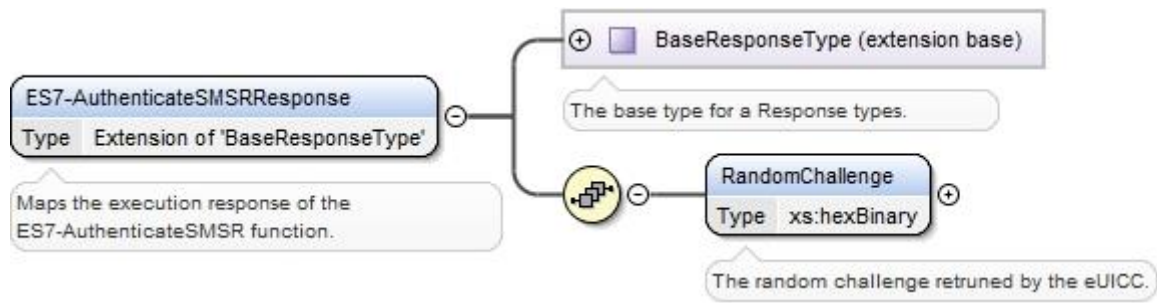 BaseResponseType (extension base)
The base type for a Response types.
ES7-AuthenticateSMSRResponse
Type Extension of 'BaseResponseType'
Maps the execution response of the
ES7-AuthenticateSMSR function.
RandomChallenge
Type xs:hexBinary
The random challenge retruned by the eUICC.